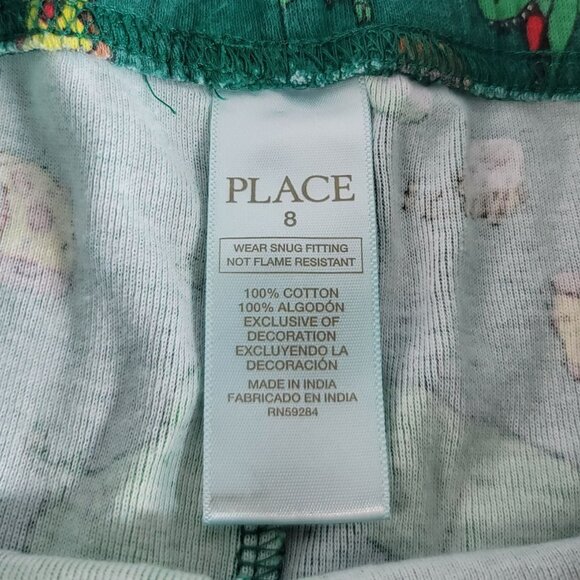 PLACE
8
WEAR SNUG FITTING
NOT FLAME RESISTANT
100% COTTON
100% ALGODÓN
EXCLUSIVE OF
DECORATION
EXCLUYENDO LA
DECORACIÓN
MADE IN INDIA
FABRICADO EN INDIA
RN59284